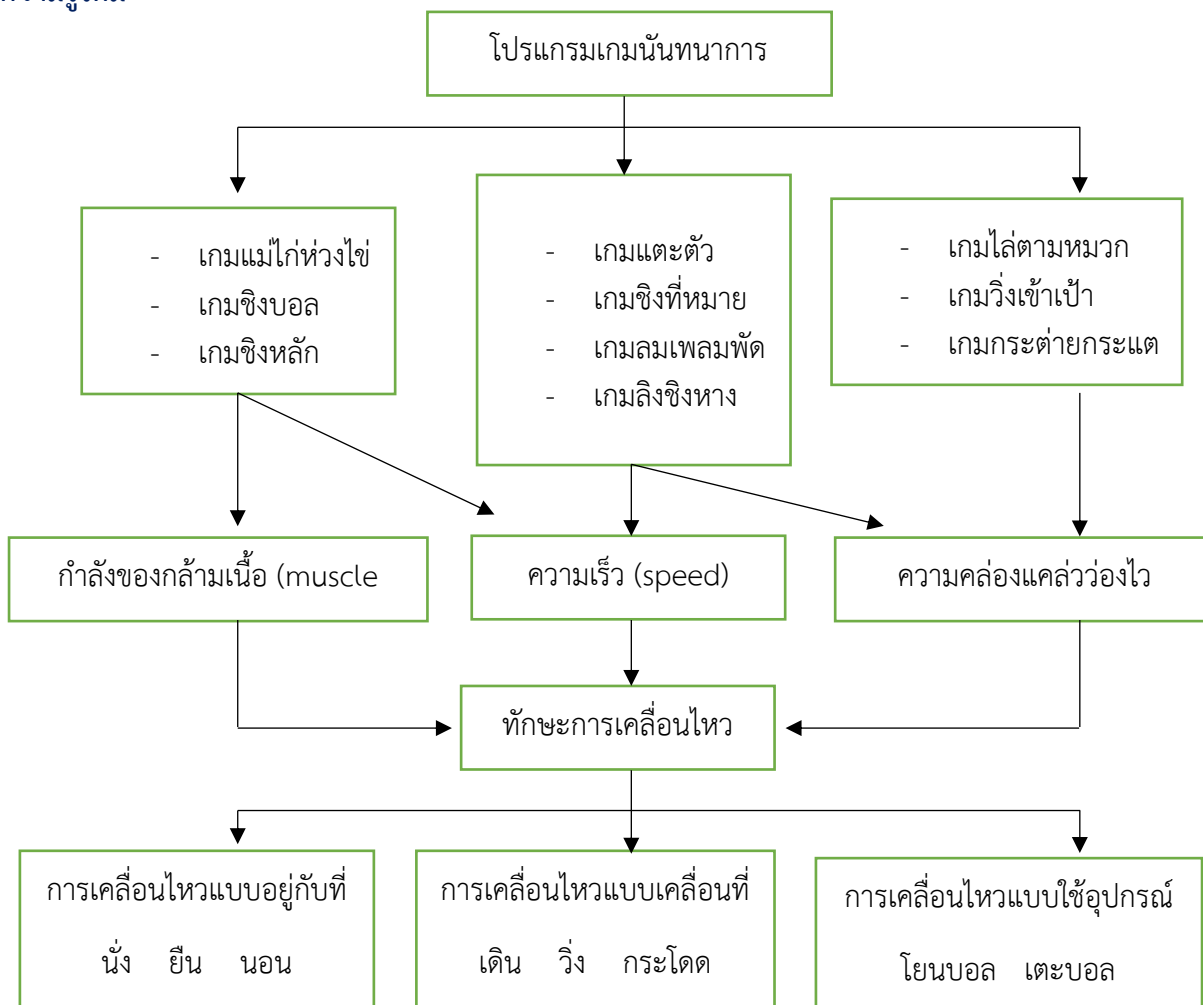 โปรแกรมเกมนันทนาการ
- เกมแม่ไก่ห่วงไข่
- เกมชิงบอล
- เกมชิงหลัก
- เกมแตะตัว
- เกมชิงที่หมาย
- เกมลมเพลมพัด
- เกมลิงชิงหาง
- เกมไล่ตามหมวก
- เกมวิ่งเข้าเป้า
- เกมกระต่ายกระแต
กำลังของกล้ามเนื้อ (muscle
ความเร็ว (speed)
ความคล่องแคล่วว่องไว
ทักษะการเคลื่อนไหว
การเคลื่อนไหวแบบอยู่กับที่
นั่ง ยืน นอน
การเคลื่อนไหวแบบเคลื่อนที่
เดิน วิ่ง กระโดด
การเคลื่อนไหวแบบใช้อุปกรณ์
โยนบอล เตะบอล